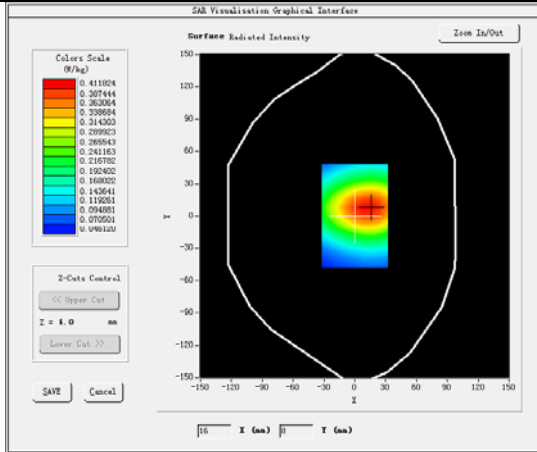 SAR Visualisation Graphical Interface
Surface Radiated Intensity
Zoom In/Out
Colors Scale
(W/kg)
0.411824
0.387444
0.363064
0.338684
0.314303
0.289923
0.265543
0.241163
0.216782
0.192402
0.168022
0.143641
0.119261
0.094881
0.070501
0.046120
150
120
90
60
30
0
-30
-60
-90
-120
-150
Y
-150 -120 -90 -60 -30 0 30 60 90 120 150
X
Z-Cuts Control
<< Upper Cut
Z = 4.0 mm
Lower Cut >>
SAVE Cancel
16 X (mm) 8 Y (mm)